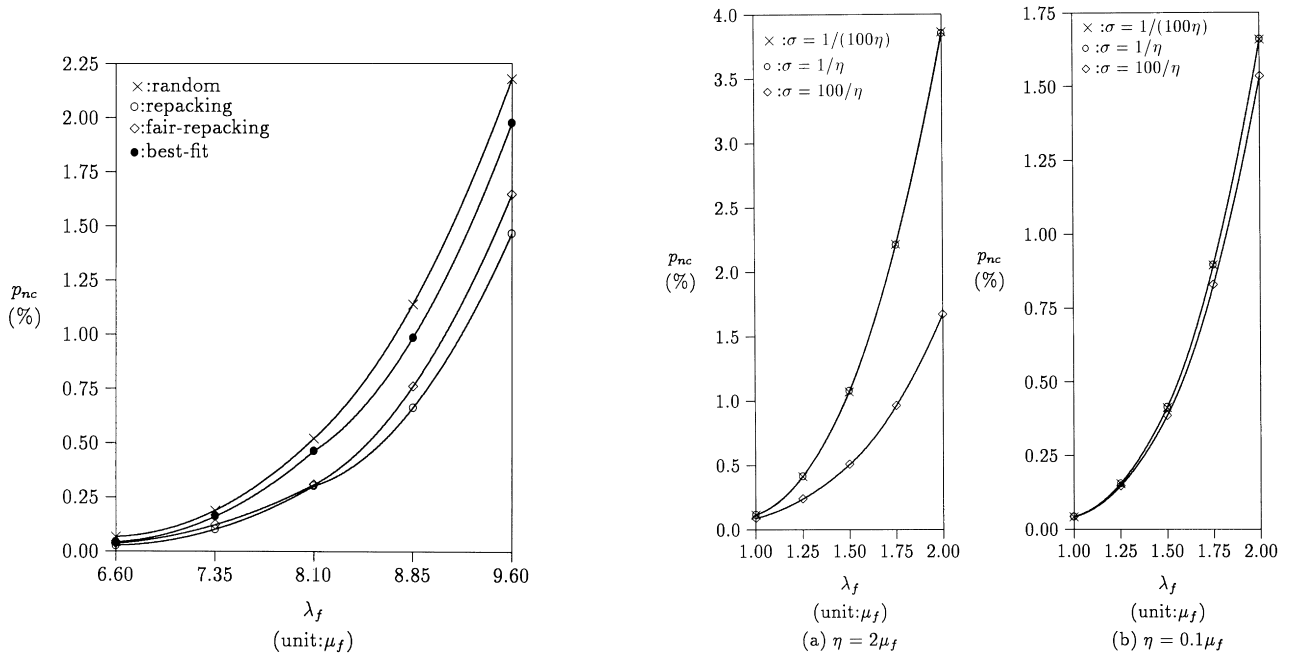 2.25
2.00
1.75
1.50
1.25
1.00
0.75
0.50
0.25
0.00
×:random
○:repacking
◇:fair-repacking
●:best-fit
p_nc
(%)
6.60 7.35 8.10 8.85 9.60
λ_f
(unit:μ_f)
4.0
3.5
3.0
2.5
2.0
1.5
1.0
0.5
0.0
× :σ = 1/(100η)
○ :σ = 1/η
◇ :σ = 100/η
p_nc
(%)
1.00 1.25 1.50 1.75 2.00
λ_f
(unit:μ_f)
(a) η = 2μ_f
1.75
1.50
1.25
1.00
0.75
0.50
0.25
0.00
× :σ = 1/(100η)
○ :σ = 1/η
◇ :σ = 100/η
p_nc
(%)
1.00 1.25 1.50 1.75 2.00
λ_f
(unit:μ_f)
(b) η = 0.1μ_f